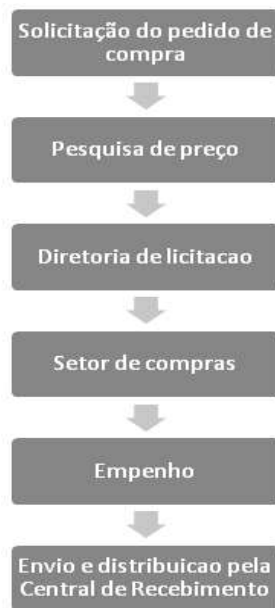 Solicitação do pedido de
compra
Pesquisa de preço
Diretoria de licitacao
Setor de compras
Empenho
Envio e distribuicao pela
Central de Recebimento